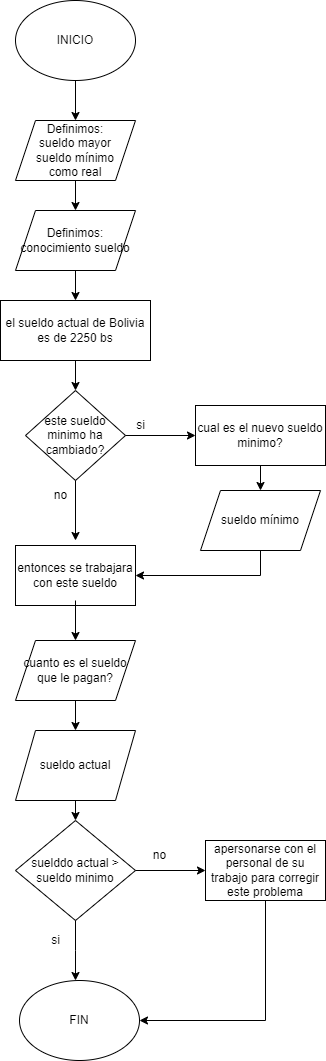 INICIO
Definimos:
sueldo mayor
sueldo mínimo
como real
Definimos:
conocimiento sueldo
el sueldo actual de Bolivia
es de 2250 bs
este sueldo
minimo ha
cambiado?
si
cual es el nuevo sueldo
minimo?
no
sueldo mínimo
entonces se trabajara
con este sueldo
cuanto es el sueldo
que le pagan?
sueldo actual
suelddo actual >
sueldo minimo
no
apersonarse con el
personal de su
trabajo para corregir
este problema
si
FIN